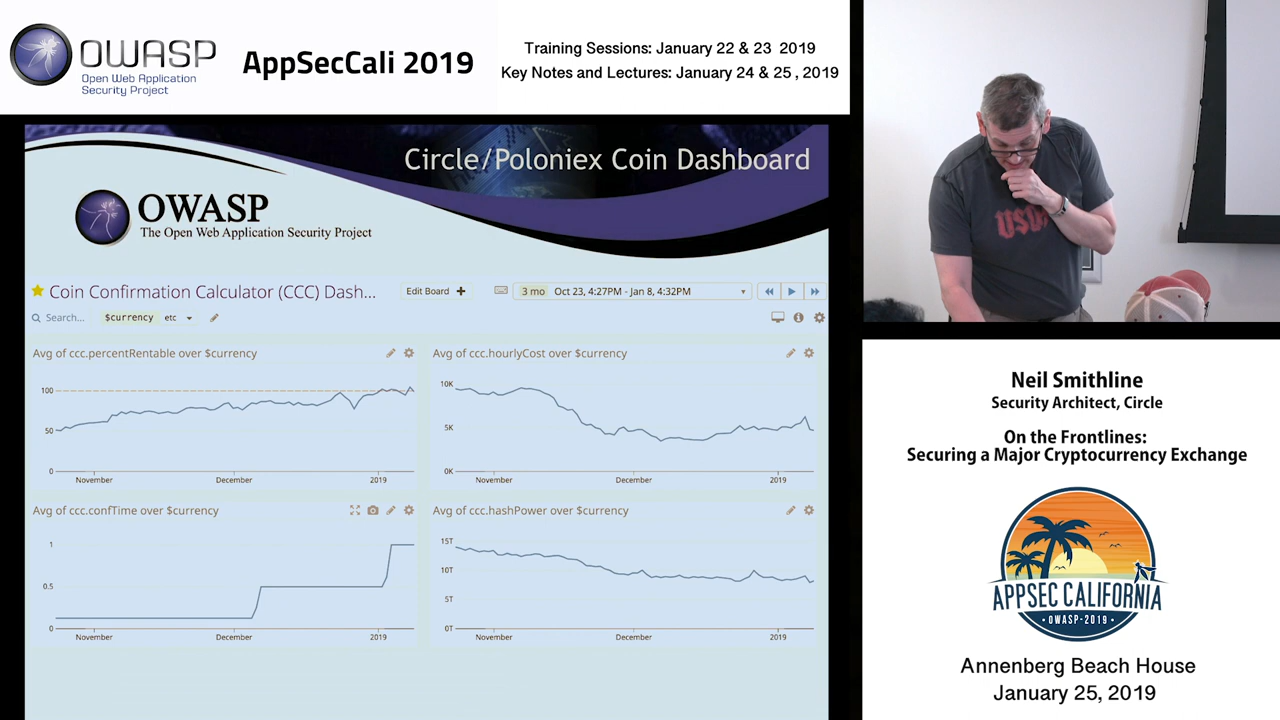 OWASP
Open Web Application
Security Project
AppSecCali 2019
Training Sessions: January 22 & 23 2019
Key Notes and Lectures: January 24 & 25 , 2019
Circle/Poloniex Coin Dashboard
OWASP
The Open Web Application Security Project
Coin Confirmation Calculator (CCC) Dash...
Edit Board +
3 mo Oct 23, 4:27PM - Jan 8, 4:32PM
Search... $currency etc
Avg of ccc.percentRentable over $currency
100
50
0
November December 2019
Avg of ccc.hourlyCost over $currency
10K
5K
0K
November December 2019
Avg of ccc.confTime over $currency
1
0.5
0
November December 2019
Avg of ccc.hashPower over $currency
15T
10T
5T
0T
November December 2019
Neil Smithline
Security Architect, Circle
On the Frontlines:
Securing a Major Cryptocurrency Exchange
APPSEC CALIFORNIA
OWASP-2019
Annenberg Beach House
January 25, 2019